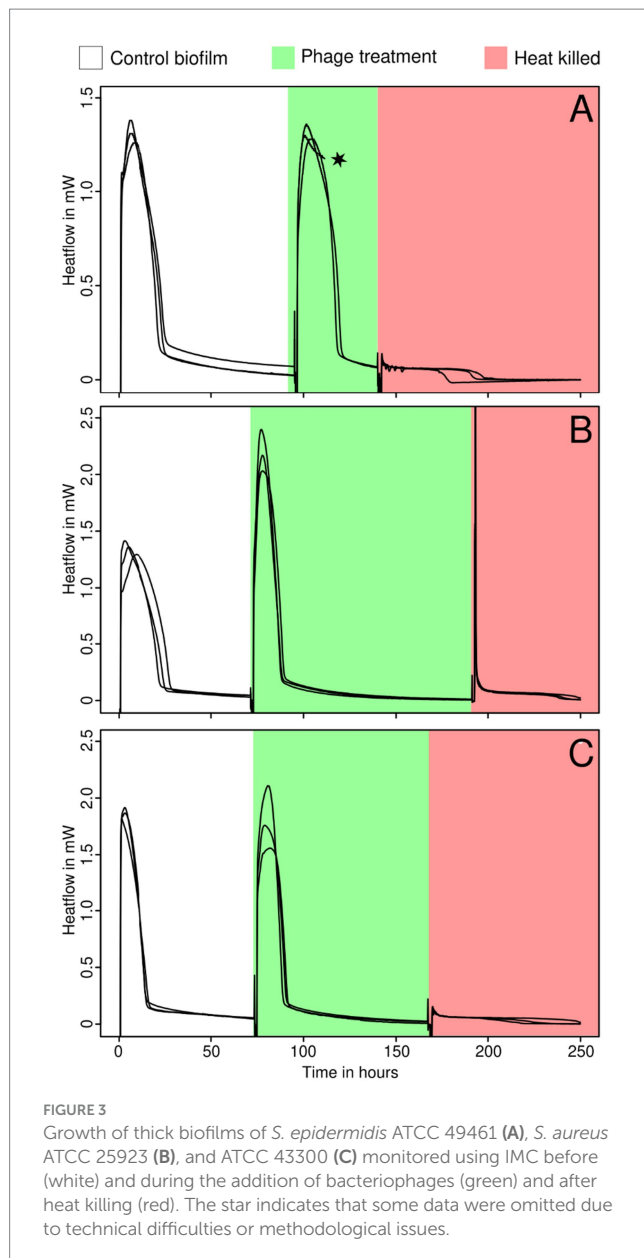 Control biofilm Phage treatment Heat killed
A
1.5
1.0
0.5
0
Heatflow in mW
B
2.5
2.0
1.5
1.0
0.5
0
Heatflow in mW
C
2.5
2.0
1.5
1.0
0.5
0
Heatflow in mW
0 50 100 150 200 250
Time in hours
FIGURE 3
Growth of thick biofilms of S. epidermidis ATCC 49461 (A), S. aureus
ATCC 25923 (B), and ATCC 43300 (C) monitored using IMC before
(white) and during the addition of bacteriophages (green) and after
heat killing (red). The star indicates that some data were omitted due
to technical difficulties or methodological issues.